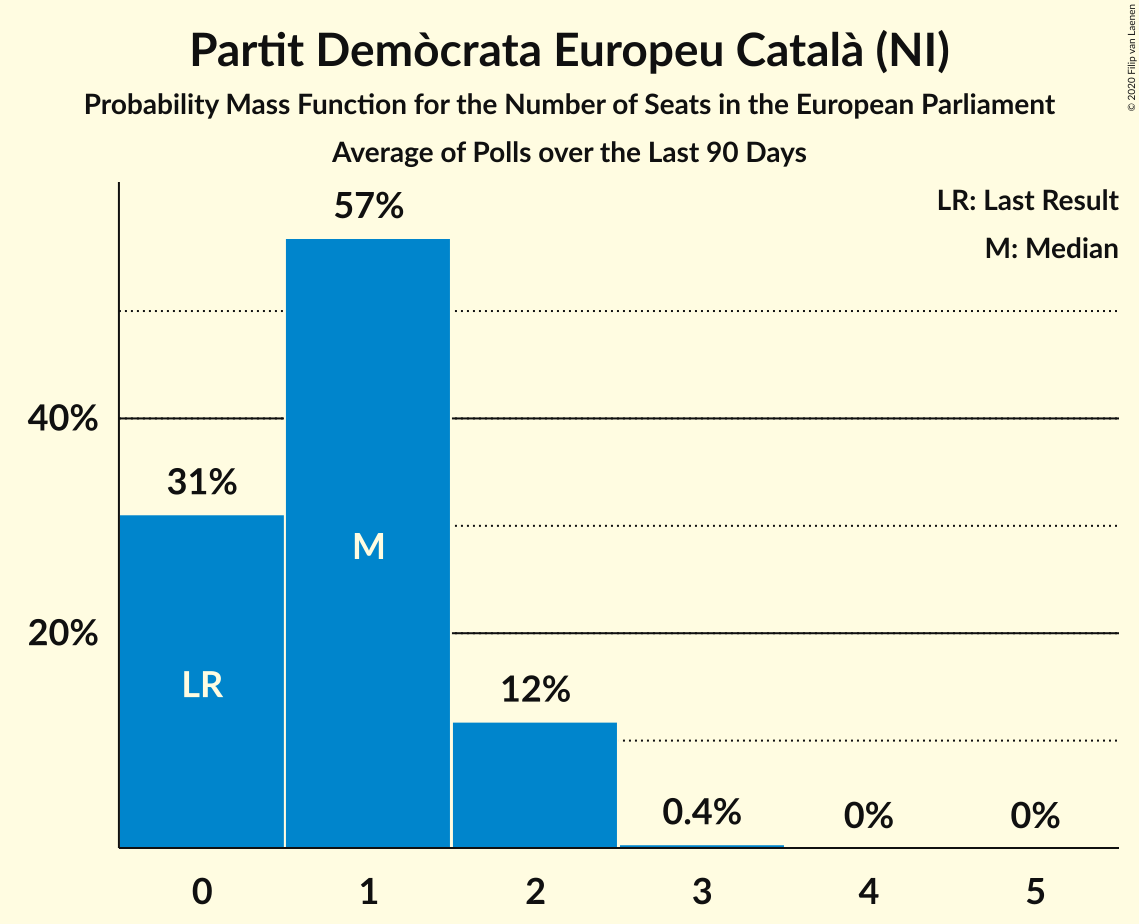 Partit Demòcrata Europeu Català (NI)
Probability Mass Function for the Number of Seats in the European Parliament
Average of Polls over the Last 90 Days
© 2020 Filip van Laenen
LR: Last Result
M: Median
57%
40%
31%
M
20%
LR
12%
0.4%
0%
0%
0 1 2 3 4 5